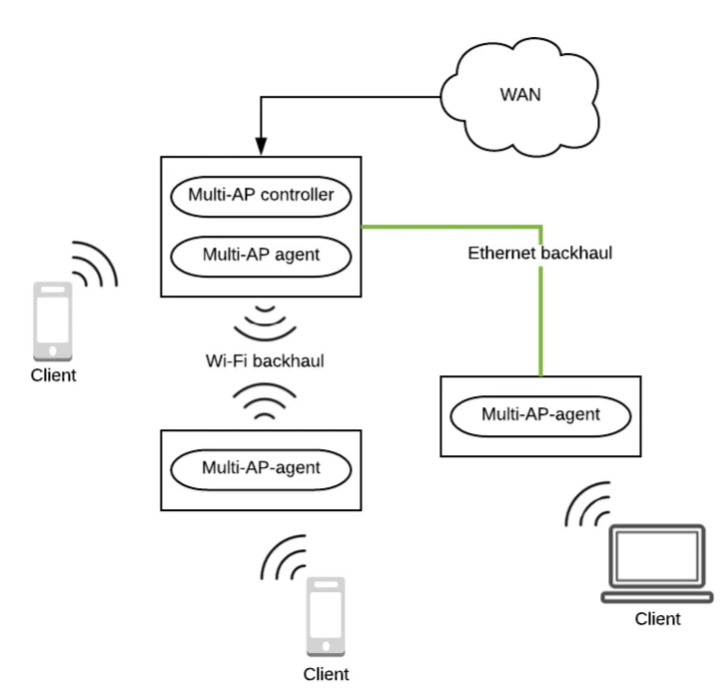 WAN
Multi-AP controller
Multi-AP agent
Ethernet backhaul
Wi-Fi backhaul
Client
Multi-AP-agent
Multi-AP-agent
Client
Client